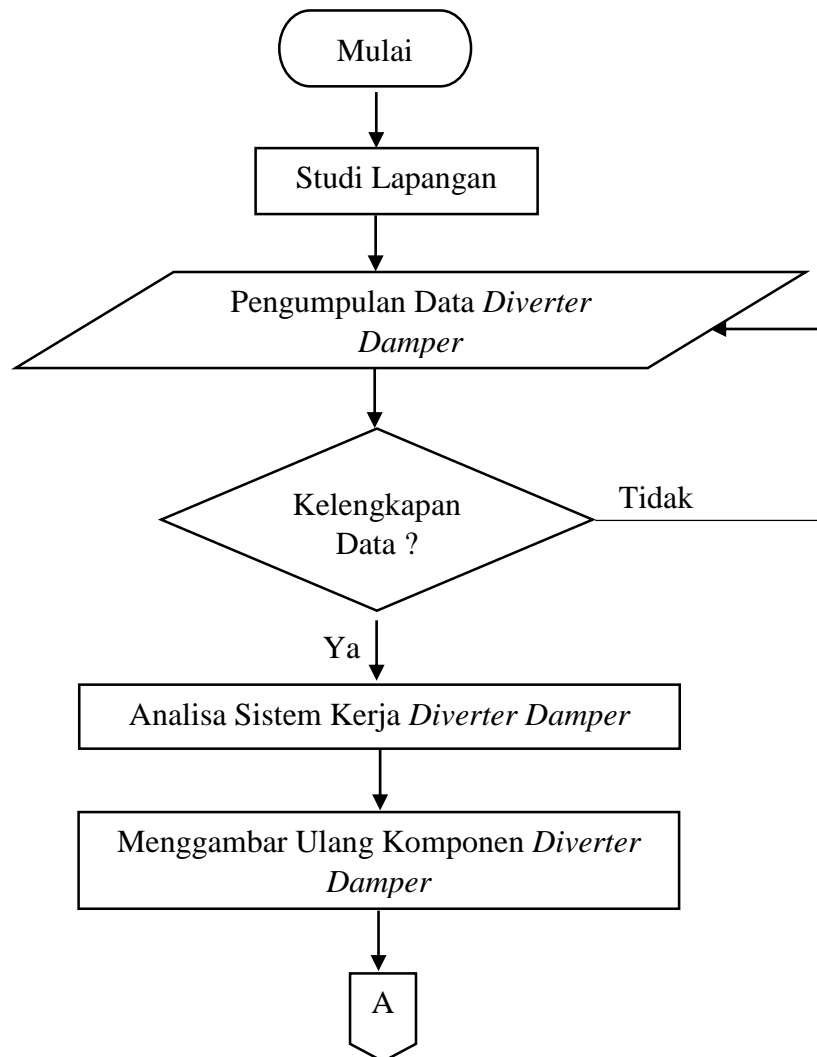 Mulai
Studi Lapangan
Pengumpulan Data Diverter
Damper
Kelengkapan
Data ?
Tidak
Ya
Analisa Sistem Kerja Diverter Damper
Menggambar Ulang Komponen Diverter
Damper
A